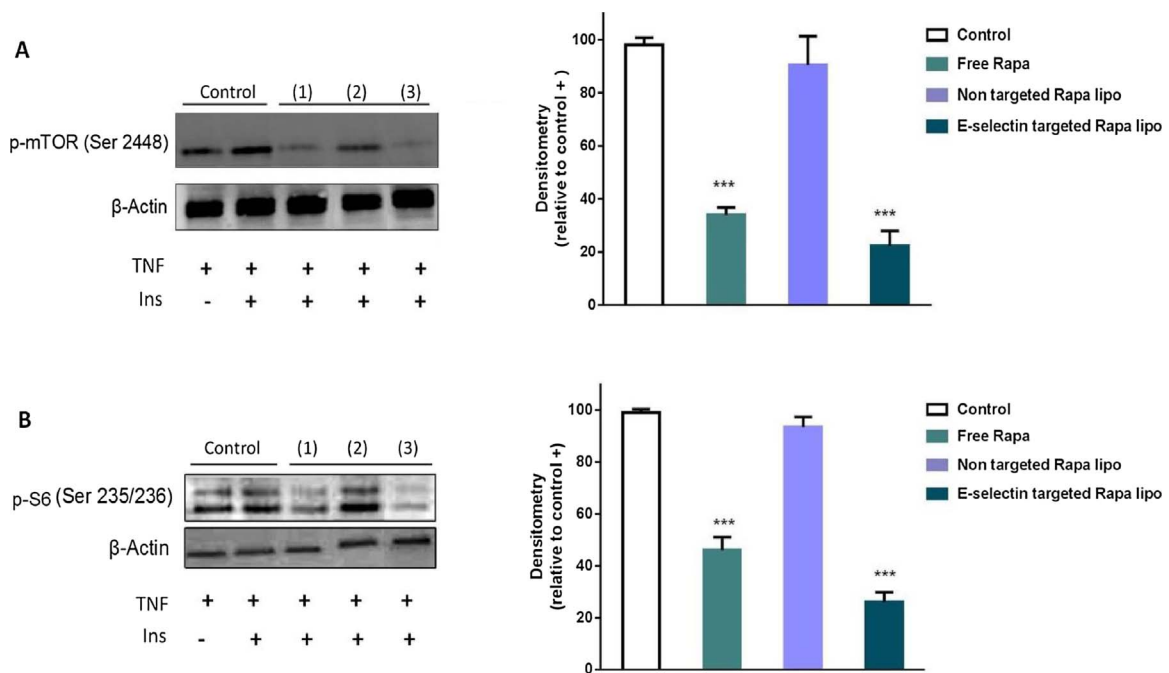 A
Control (1) (2) (3)
p-mTOR (Ser 2448)
β-Actin
TNF + + + + +
Ins - + + + +
Densitometry
(relative to control +)
100
80
60
40
20
0
***
***
Control
Free Rapa
Non targeted Rapa lipo
E-selectin targeted Rapa lipo
B
Control (1) (2) (3)
p-S6 (Ser 235/236)
β-Actin
TNF + + + + +
Ins - + + + +
Densitometry
(relative to control +)
100
80
60
40
20
0
***
***
Control
Free Rapa
Non targeted Rapa lipo
E-selectin targeted Rapa lipo